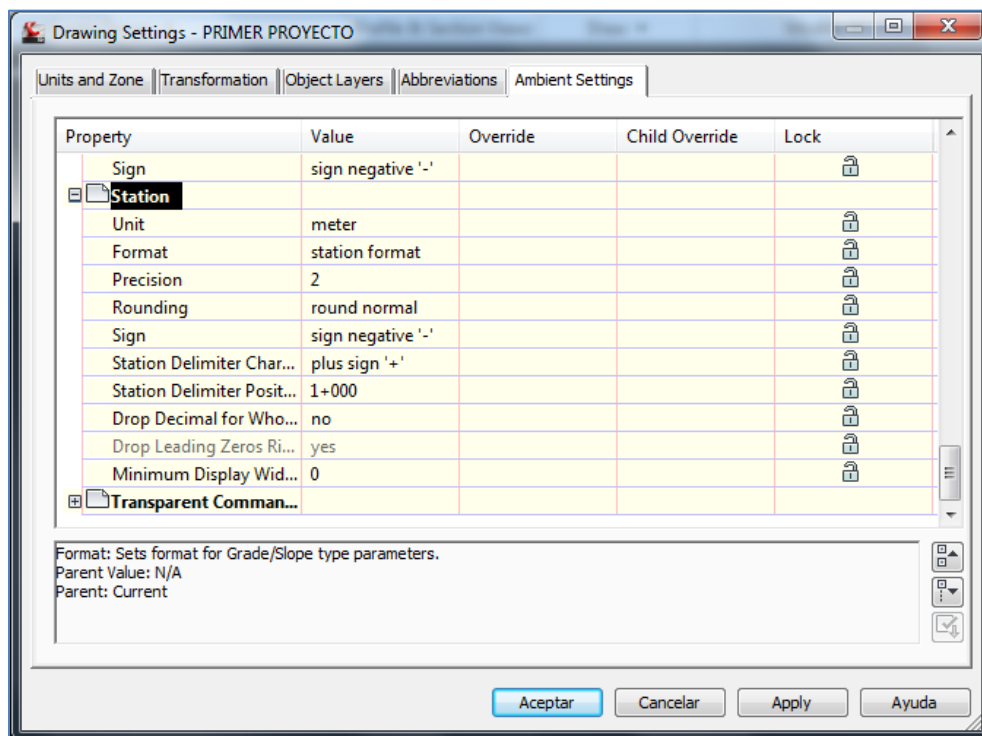 Drawing Settings - PRIMER PROYECTO
Units and Zone Transformation Object Layers Abbreviations Ambient Settings
Property Value Override Child Override Lock
Sign sign negative '-'
Station
Unit meter
Format station format
Precision 2
Rounding round normal
Sign sign negative '-'
Station Delimiter Char... plus sign '+'
Station Delimiter Posit... 1+000
Drop Decimal for Who... no
Drop Leading Zeros Ri... yes
Minimum Display Wid... 0
Transparent Comman...
Format: Sets format for Grade/Slope type parameters.
Parent Value: N/A
Parent: Current
Aceptar Cancelar Apply Ayuda